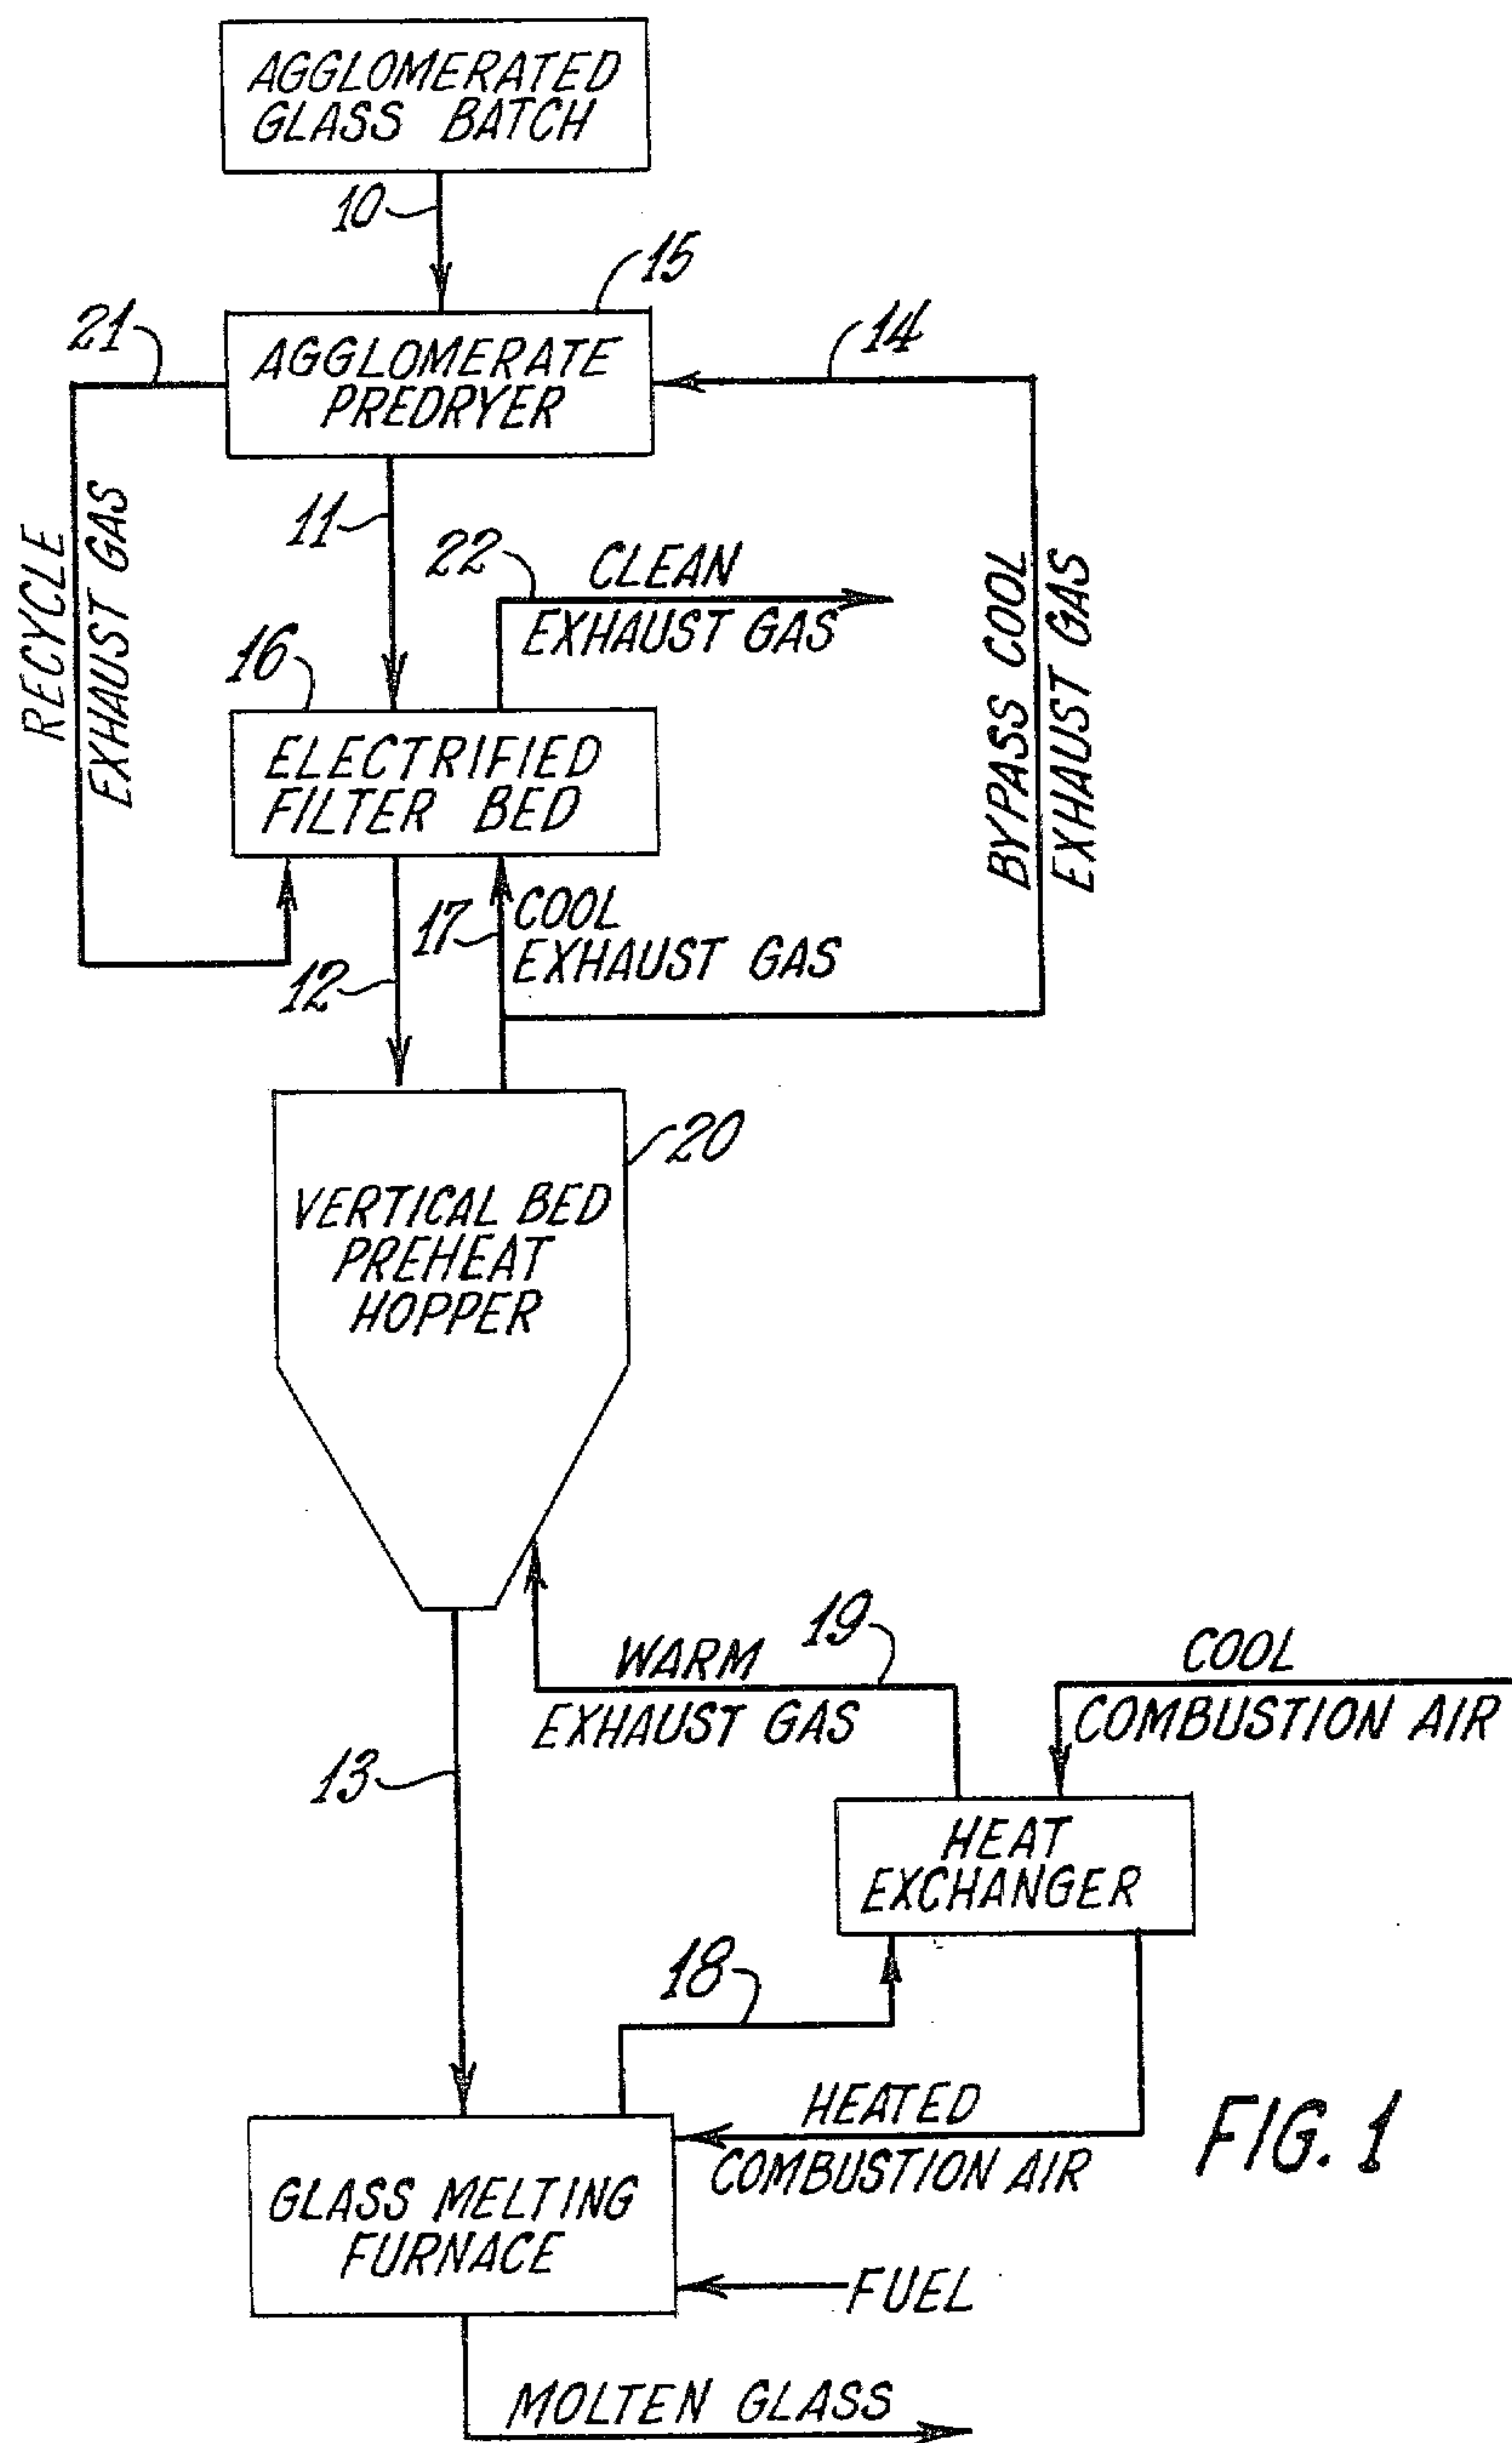 AGGLOMERATED
GLASS BATCH
10
15
21
14
AGGLOMERATE
PREDRYER
RECYCLE
EXHAUST GAS
11
22
CLEAN
EXHAUST GAS
BYPASS COOL
EXHAUST GAS
16
ELECTRIFIED
FILTER BED
17
COOL
EXHAUST GAS
12
20
VERTICAL BED
PREHEAT
HOPPER
19
WARM
EXHAUST GAS
COOL
COMBUSTION AIR
13
HEAT
EXCHANGER
18
HEATED
COMBUSTION AIR
FIG. 1
GLASS MELTING
FURNACE
FUEL
MOLTEN GLASS